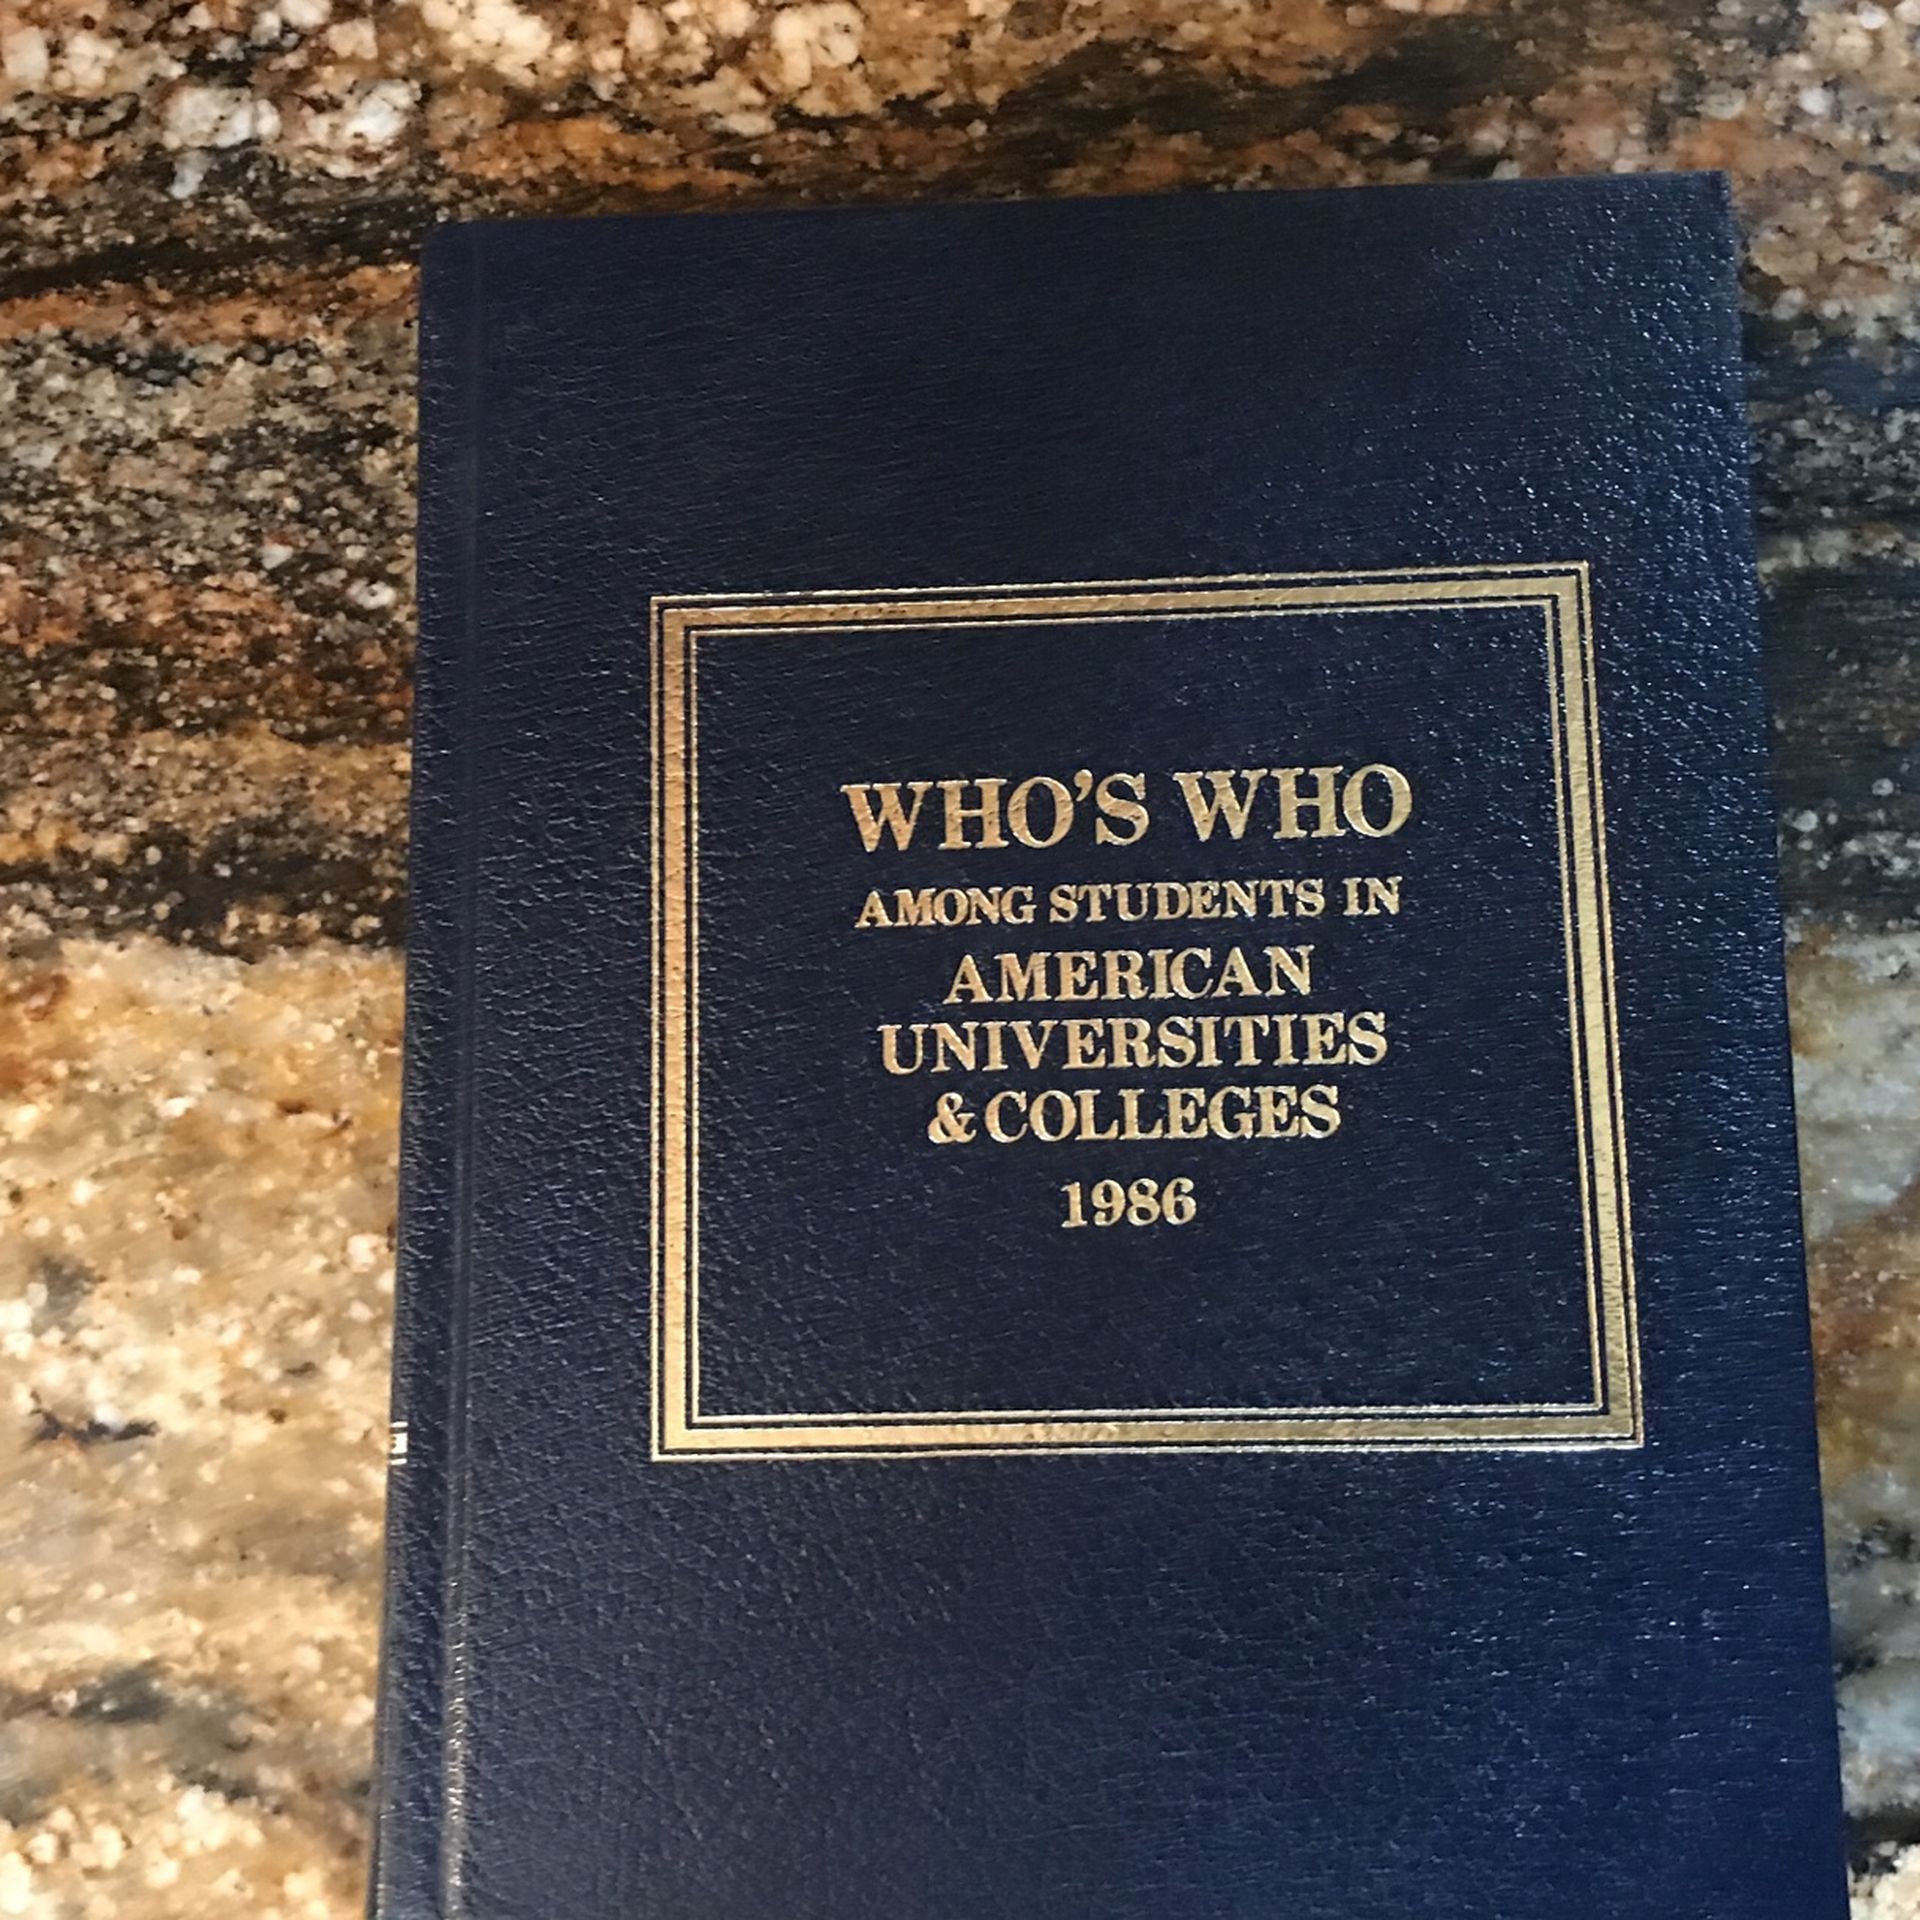 WHO'S WHO
AMONG STUDENTS IN
AMERICAN
UNIVERSITIES
& COLLEGES
1986